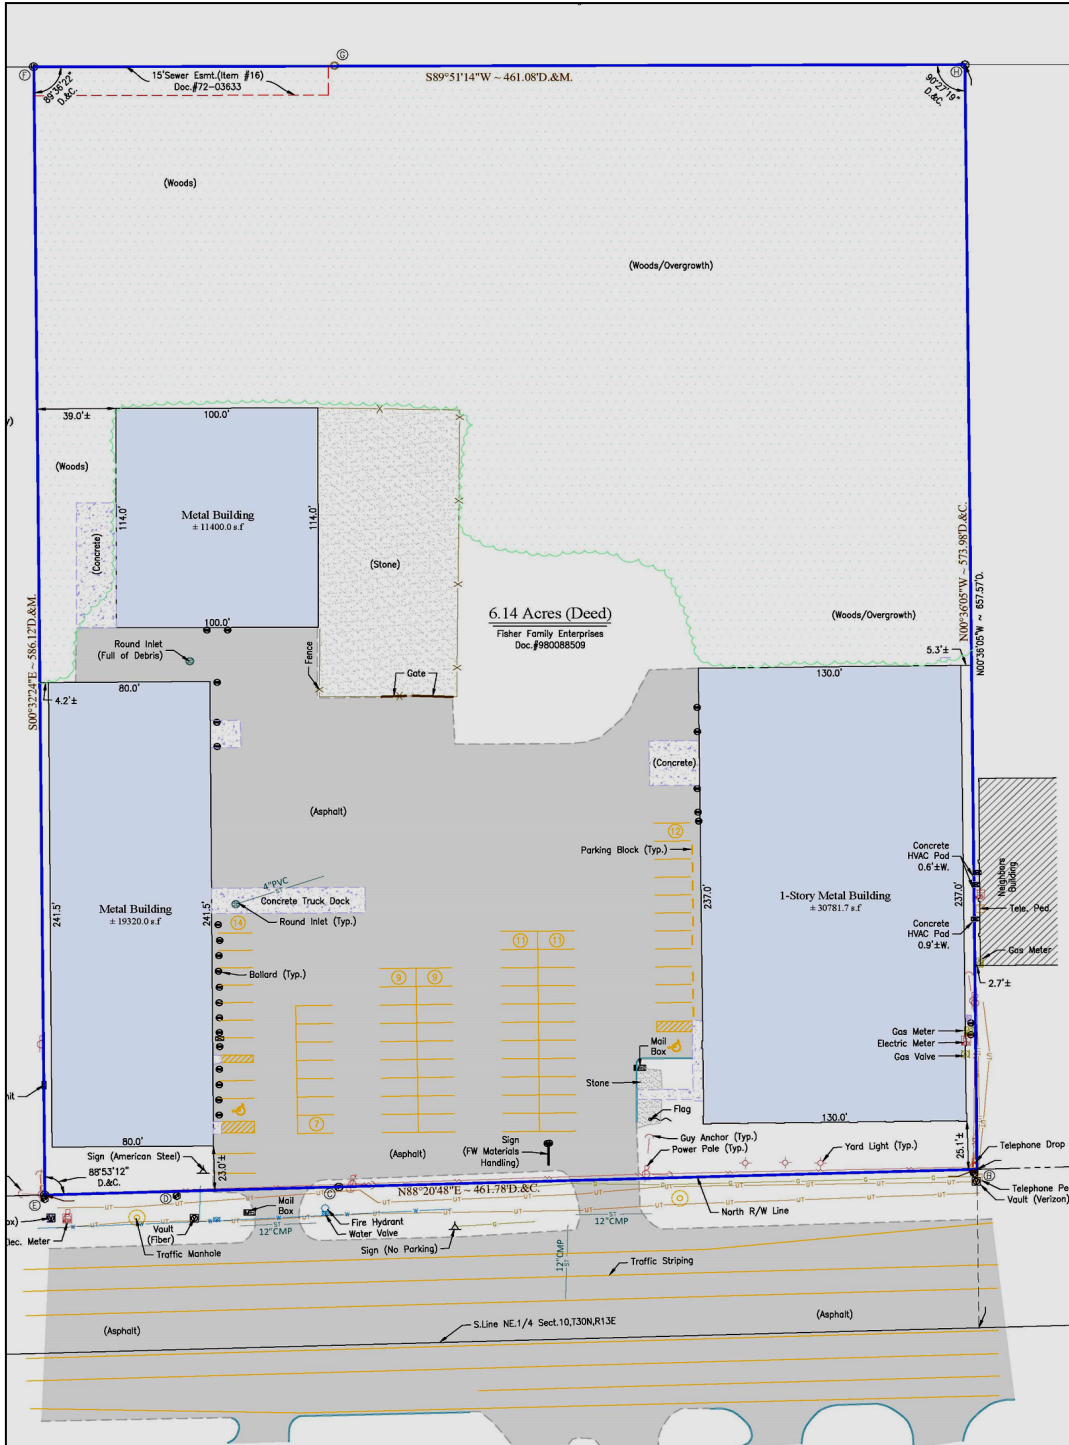 G
F
H
15'Sewer Esmt.(Item #16)
Doc.#72-03633
S89°51'14"W ~ 461.08'D.&M.
89°36'22"
D.&C.
90°27'19"
D.&C.
(Woods)
(Woods/Overgrowth)
39.0'±
100.0'
(Woods)
114.0'
Metal Building
± 11400.0 s.f
114.0'
(Concrete)
(Stone)
100.0'
6.14 Acres (Deed)
Fisher Family Enterprises
Doc.#980088509
(Woods/Overgrowth)
N00°36'05"W ~ 573.98'D.&C.
N00°36'05"W ~ 657.57'D.
S00°32'24"E ~ 586.12'D.&M.
Round Inlet
(Full of Debris)
Fence
Gate
5.3'±
4.2'±
80.0'
130.0'
(Concrete)
(Asphalt)
12
Parking Block (Typ.)
Concrete
HVAC Pad
0.6'±W.
Neighbors
Building
4"PVC
ST
Concrete Truck Dock
Round Inlet (Typ.)
241.5'
Metal Building
± 19320.0 s.f
241.5'
14
237.0'
1-Story Metal Building
± 30781.7 s.f
237.0'
Tele. Ped.
Concrete
HVAC Pad
0.9'±W.
Gas Meter
2.7'±
11
11
9
9
Bollard (Typ.)
Gas Meter
Electric Meter
Gas Valve
Mail
Box
Stone
Flag
7
130.0'
80.0'
Sign (American Steel)
88°53'12"
D.&C.
23.0'±
(Asphalt)
Sign
(FW Materials
Handling)
Guy Anchor (Typ.)
Power Pole (Typ.)
Yard Light (Typ.)
25.1'±
Telephone Drop
B
E
D
C
N88°20'48"E ~ 461.78'D.&C.
Telephone Pe
Vault (Verizon)
North R/W Line
Mail
Box
Fire Hydrant
Water Valve
12"CMP
12"CMP
Vault
(Fiber)
Traffic Manhole
Sign (No Parking)
12"CMP
ST
Traffic Striping
(Asphalt)
S.Line NE.1/4 Sect.10,T30N,R13E
(Asphalt)